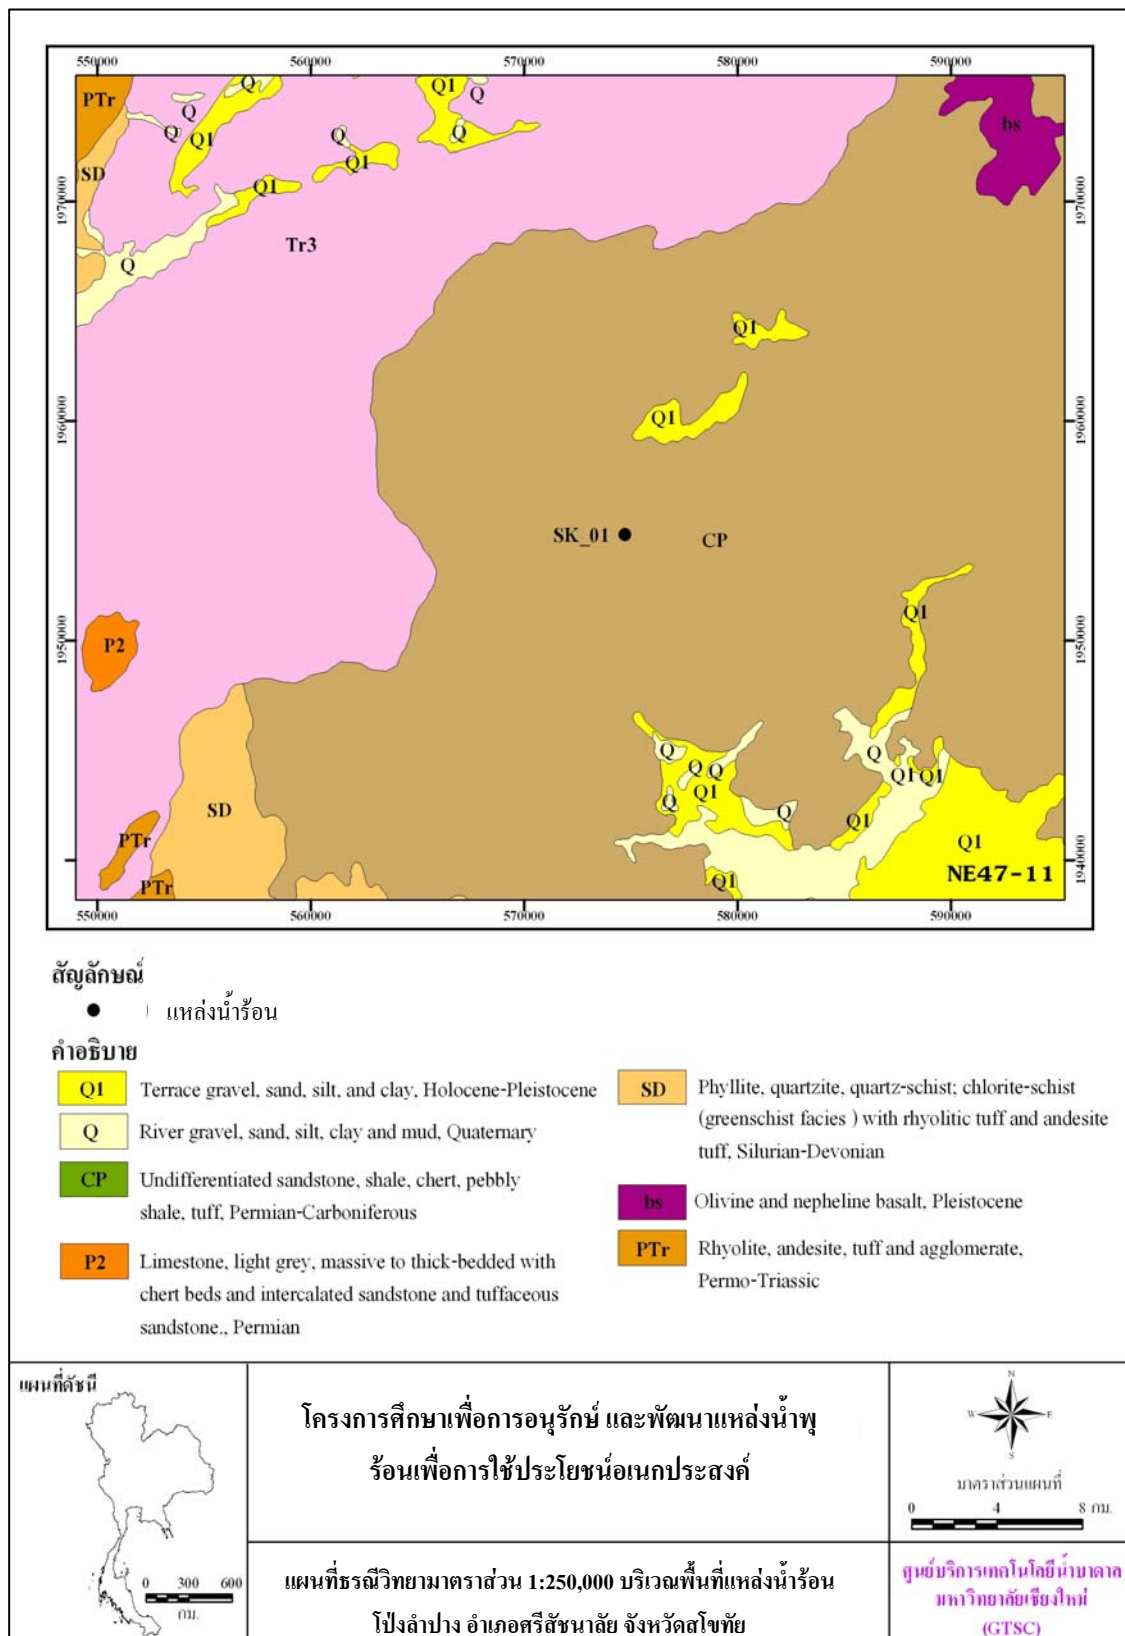 550000 560000 570000 580000 590000
PTr Q Q Q1 Q
Q Q1 Q Q1 Q bs
SD Q1
1970000 1970000
Q Tr3
Q1
1960000 Q1 1960000
SK_01 CP
Q1
1950000 P2 1950000
Q Q
Q Q Q1 Q1
Q Q1
SD Q Q1
PTr Q1
1940000
PTr Q1 NE47-11
550000 560000 570000 580000 590000
สัญลักษณ์
แหล่งน้ำร้อน
คำอธิบาย
Q1 Terrace gravel, sand, silt, and clay, Holocene-Pleistocene
Q River gravel, sand, silt, clay and mud, Quaternary
CP Undifferentiated sandstone, shale, chert, pebbly
shale, tuff, Permian-Carboniferous
P2 Limestone, light grey, massive to thick-bedded with
chert beds and intercalated sandstone and tuffaceous
sandstone., Permian
SD Phyllite, quartzite, quartz-schist; chlorite-schist
(greenschist facies ) with rhyolitic tuff and andesite
tuff, Silurian-Devonian
bs Olivine and nepheline basalt, Pleistocene
PTr Rhyolite, andesite, tuff and agglomerate,
Permo-Triassic
แผนที่ดัชนี
0 300 600
กม.
โครงการศึกษาเพื่อการอนุรักษ์ และพัฒนาแหล่งน้ำพุ
ร้อนเพื่อการใช้ประโยชน์อเนกประสงค์
แผนที่ธรณีวิทยามาตราส่วน 1:250,000 บริเวณพื้นที่แหล่งน้ำร้อน
โป่งลำปาง อำเภอศรีสัชนาลัย จังหวัดสุโขทัย
N
W E
S
มาตราส่วนแผนที่
0 4 8 กม.
ศูนย์บริการเทคโนโลยีน้ำบาดาล
มหาวิทยาลัยเชียงใหม่
(GTSC)